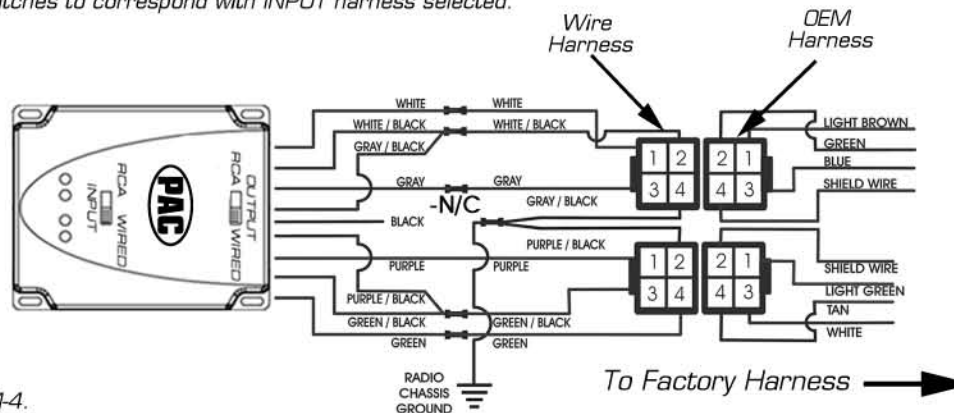 itches to correspond with INPUT harness selected.
Wire
Harness
OEM
Harness
WHITE WHITE
WHITE / BLACK WHITE / BLACK
GRAY / BLACK
GRAY GRAY
-N/C
GRAY / BLACK
BLACK
PURPLE / BLACK
PURPLE PURPLE
PURPLE / BLACK
GREEN / BLACK GREEN / BLACK
GREEN GREEN
RADIO
CHASSIS
GROUND
PAC
RCA WIRED
INPUT
OUTPUT
RCA WIRED
1 2
3 4
2 1
4 3
LIGHT BROWN
GREEN
BLUE
SHIELD WIRE
1 2
3 4
2 1
4 3
SHIELD WIRE
LIGHT GREEN
TAN
WHITE
To Factory Harness
-4.